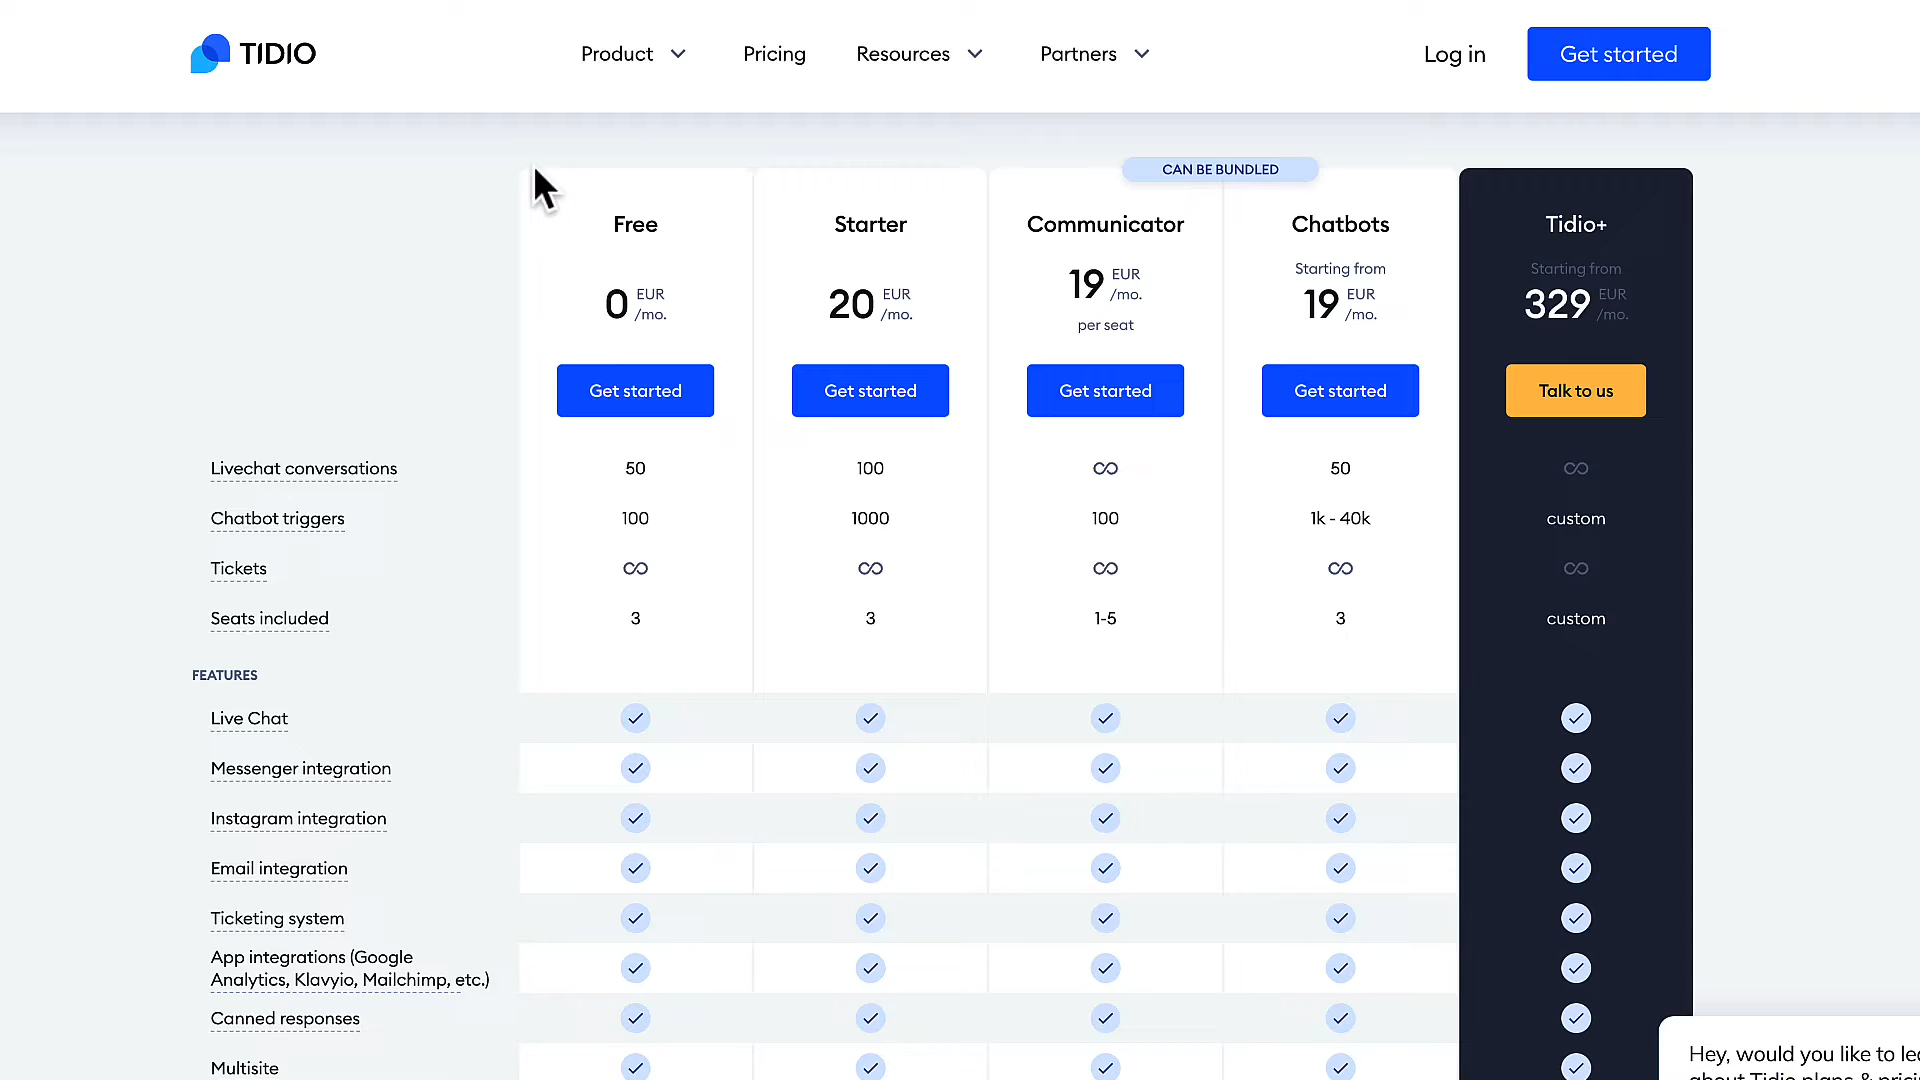 TIDIO
Product Pricing Resources Partners Log in Get started
CAN BE BUNDLED
Free Starter Communicator Chatbots Tidio+
0 EUR /mo.
20 EUR /mo.
19 EUR /mo.
per seat
Starting from
19 EUR /mo.
Starting from
329 EUR /mo.
Get started Get started Get started Get started Talk to us
Livechat conversations 50 100 ∞ 50 ∞
Chatbot triggers 100 1000 100 1k - 40k custom
Tickets ∞ ∞ ∞ ∞ ∞
Seats included 3 3 1-5 3 custom
FEATURES
Live Chat
Messenger integration
Instagram integration
Email integration
Ticketing system
App integrations (Google
Analytics, Klavyio, Mailchimp, etc.)
Canned responses
Multisite
Hey, would you like to
about Tidio plans &